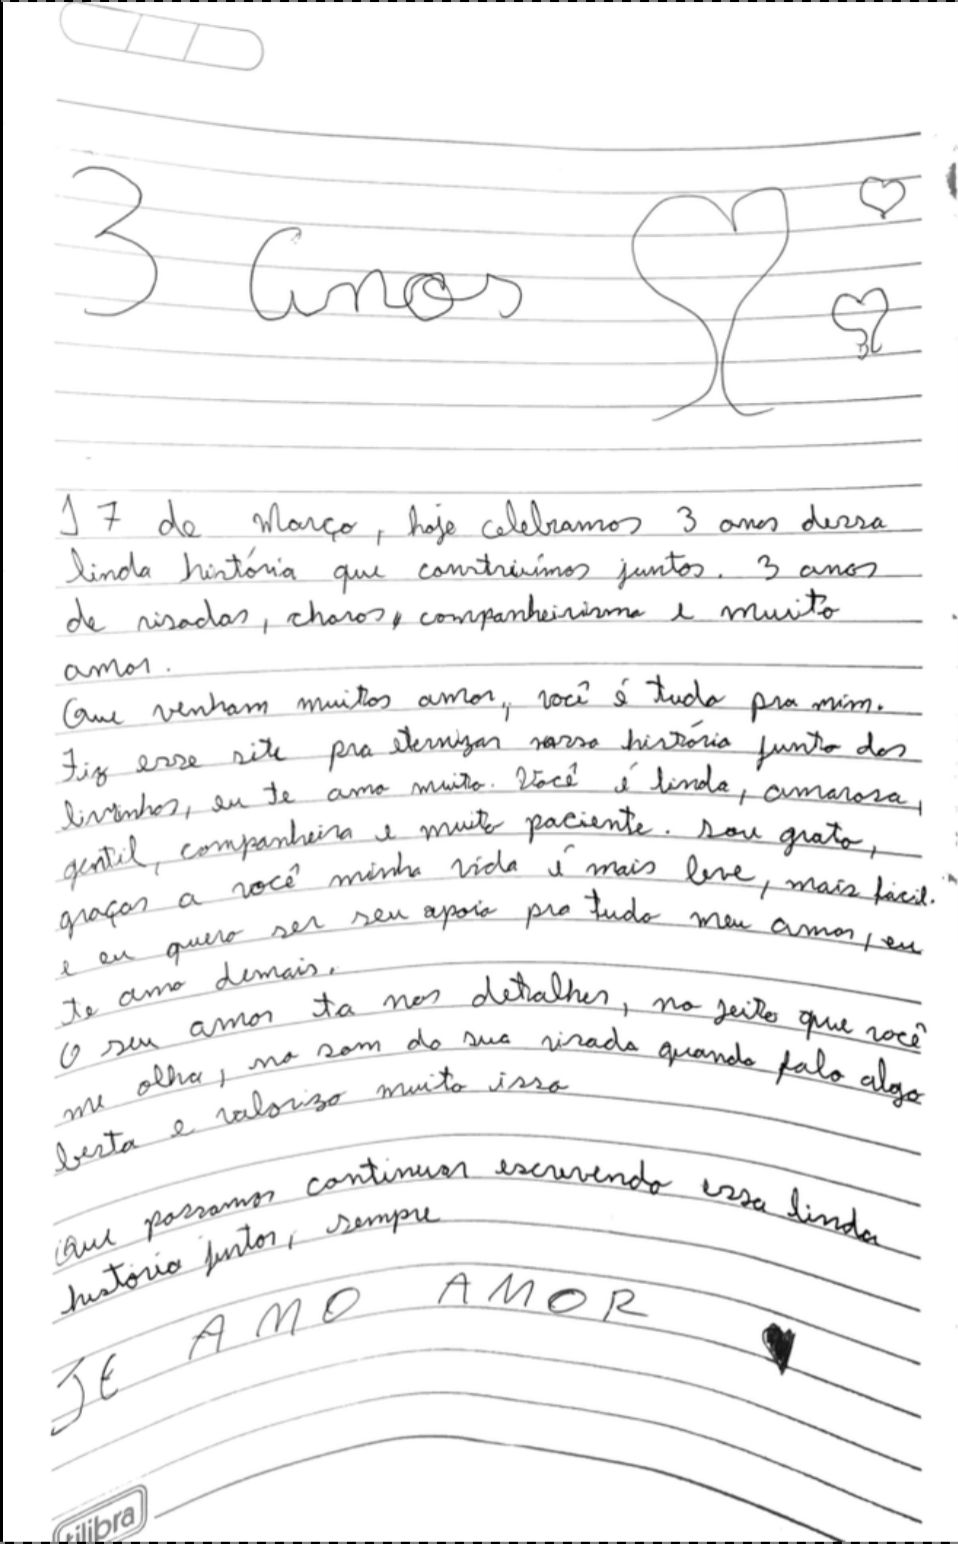 3 Anos
17 de Março, hoje celebramos 3 anos dessa
linda história que construímos juntos. 3 anos
de risadas, choros, companheirismo e muito
amor.
Que venham muitos amor, você é tudo pra mim.
Fiz esse site pra eternizar nossa história junto dos
livrinhos, eu te amo muito. Você é linda, amorosa,
gentil, companheira e muito paciente. sou grato,
graças a você minha vida é mais leve, mais fácil.
e eu quero ser seu apoio pra tudo meu amor, eu
te amo demais.
O seu amor ta nos detalhes, no jeito que você
me olha, no som da sua risada quando falo algo
besta e valorizo muito isso
Que possamos continuar escrevendo essa linda
história juntos, sempre
TE AMO AMOR
tilibra